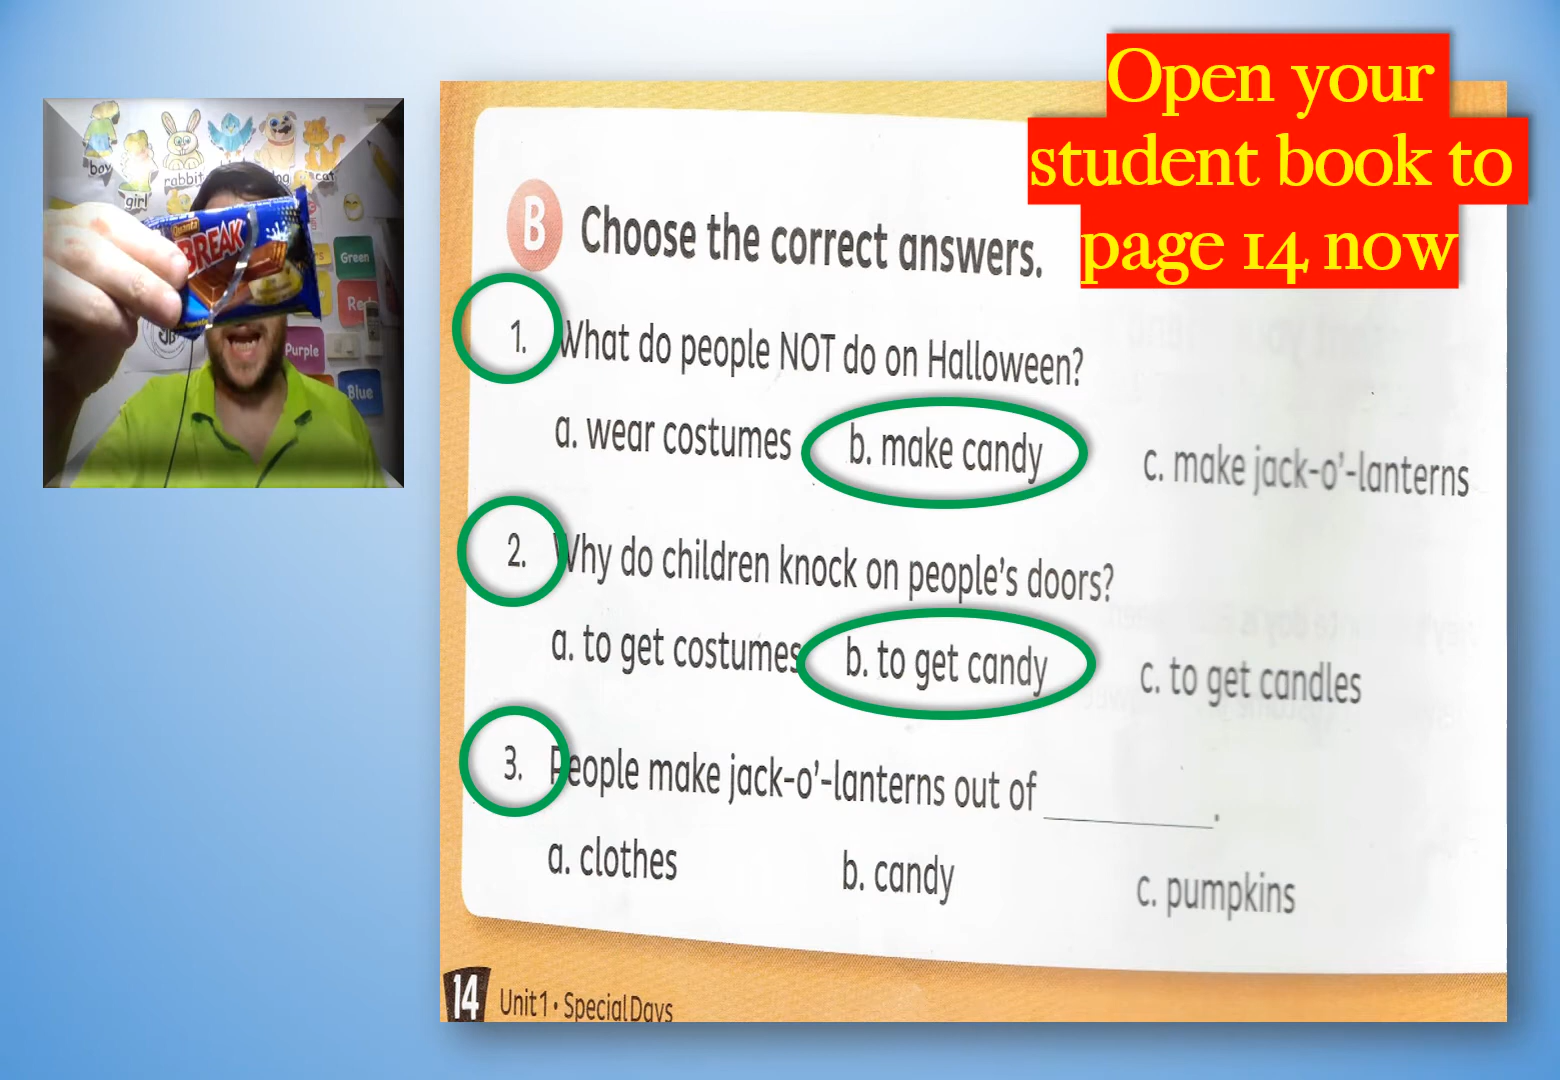 Open your
student book to
page 14 now
boy
girl
rabbit
cat
Quanta
BREAK
Green
Red
Purple
Blue
B Choose the correct answers.
1. What do people NOT do on Halloween?
a. wear costumes b. make candy c. make jack-o'-lanterns
2. Why do children knock on people's doors?
a. to get costumes b. to get candy c. to get candles
3. People make jack-o'-lanterns out of __________.
a. clothes b. candy c. pumpkins
14 Unit 1 • Special Days